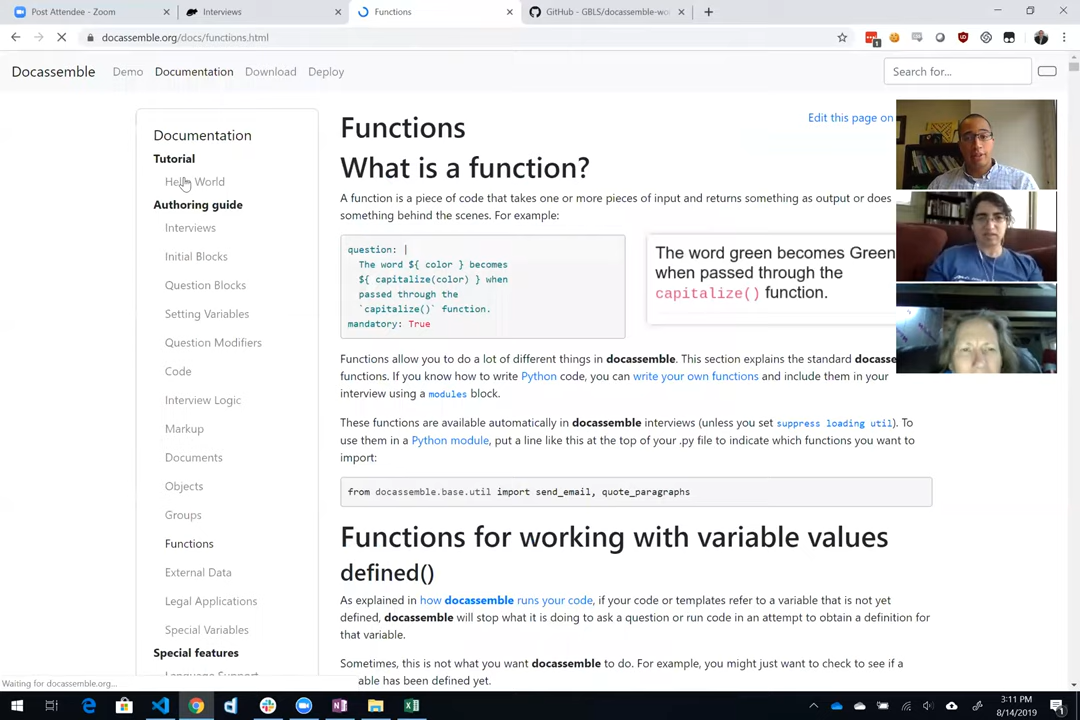 Post Attendee - Zoom
Interviews
Functions
GitHub - GBLS/docassemble-wo
docassemble.org/docs/functions.html
Docassemble
Demo
Documentation
Download
Deploy
Search for...
Documentation
Tutorial
Hello World
Authoring guide
Interviews
Initial Blocks
Question Blocks
Setting Variables
Question Modifiers
Code
Interview Logic
Markup
Documents
Objects
Groups
Functions
External Data
Legal Applications
Special Variables
Special features
Language Support
Functions
Edit this page on
What is a function?
A function is a piece of code that takes one or more pieces of input and returns something as output or does
something behind the scenes. For example:
question: |
The word ${ color } becomes
${ capitalize(color) } when
passed through the
`capitalize()` function.
mandatory: True
The word green becomes Green
when passed through the
capitalize() function.
Functions allow you to do a lot of different things in docassemble. This section explains the standard docasse
functions. If you know how to write Python code, you can write your own functions and include them in your
interview using a modules block.
These functions are available automatically in docassemble interviews (unless you set suppress loading util). To
use them in a Python module, put a line like this at the top of your .py file to indicate which functions you want to
import:
from docassemble.base.util import send_email, quote_paragraphs
Functions for working with variable values
defined()
As explained in how docassemble runs your code, if your code or templates refer to a variable that is not yet
defined, docassemble will stop what it is doing to ask a question or run code in an attempt to obtain a definition for
that variable.
Sometimes, this is not what you want docassemble to do. For example, you might just want to check to see if a
able has been defined yet.
Waiting for docassemble.org...
3:11 PM
8/14/2019